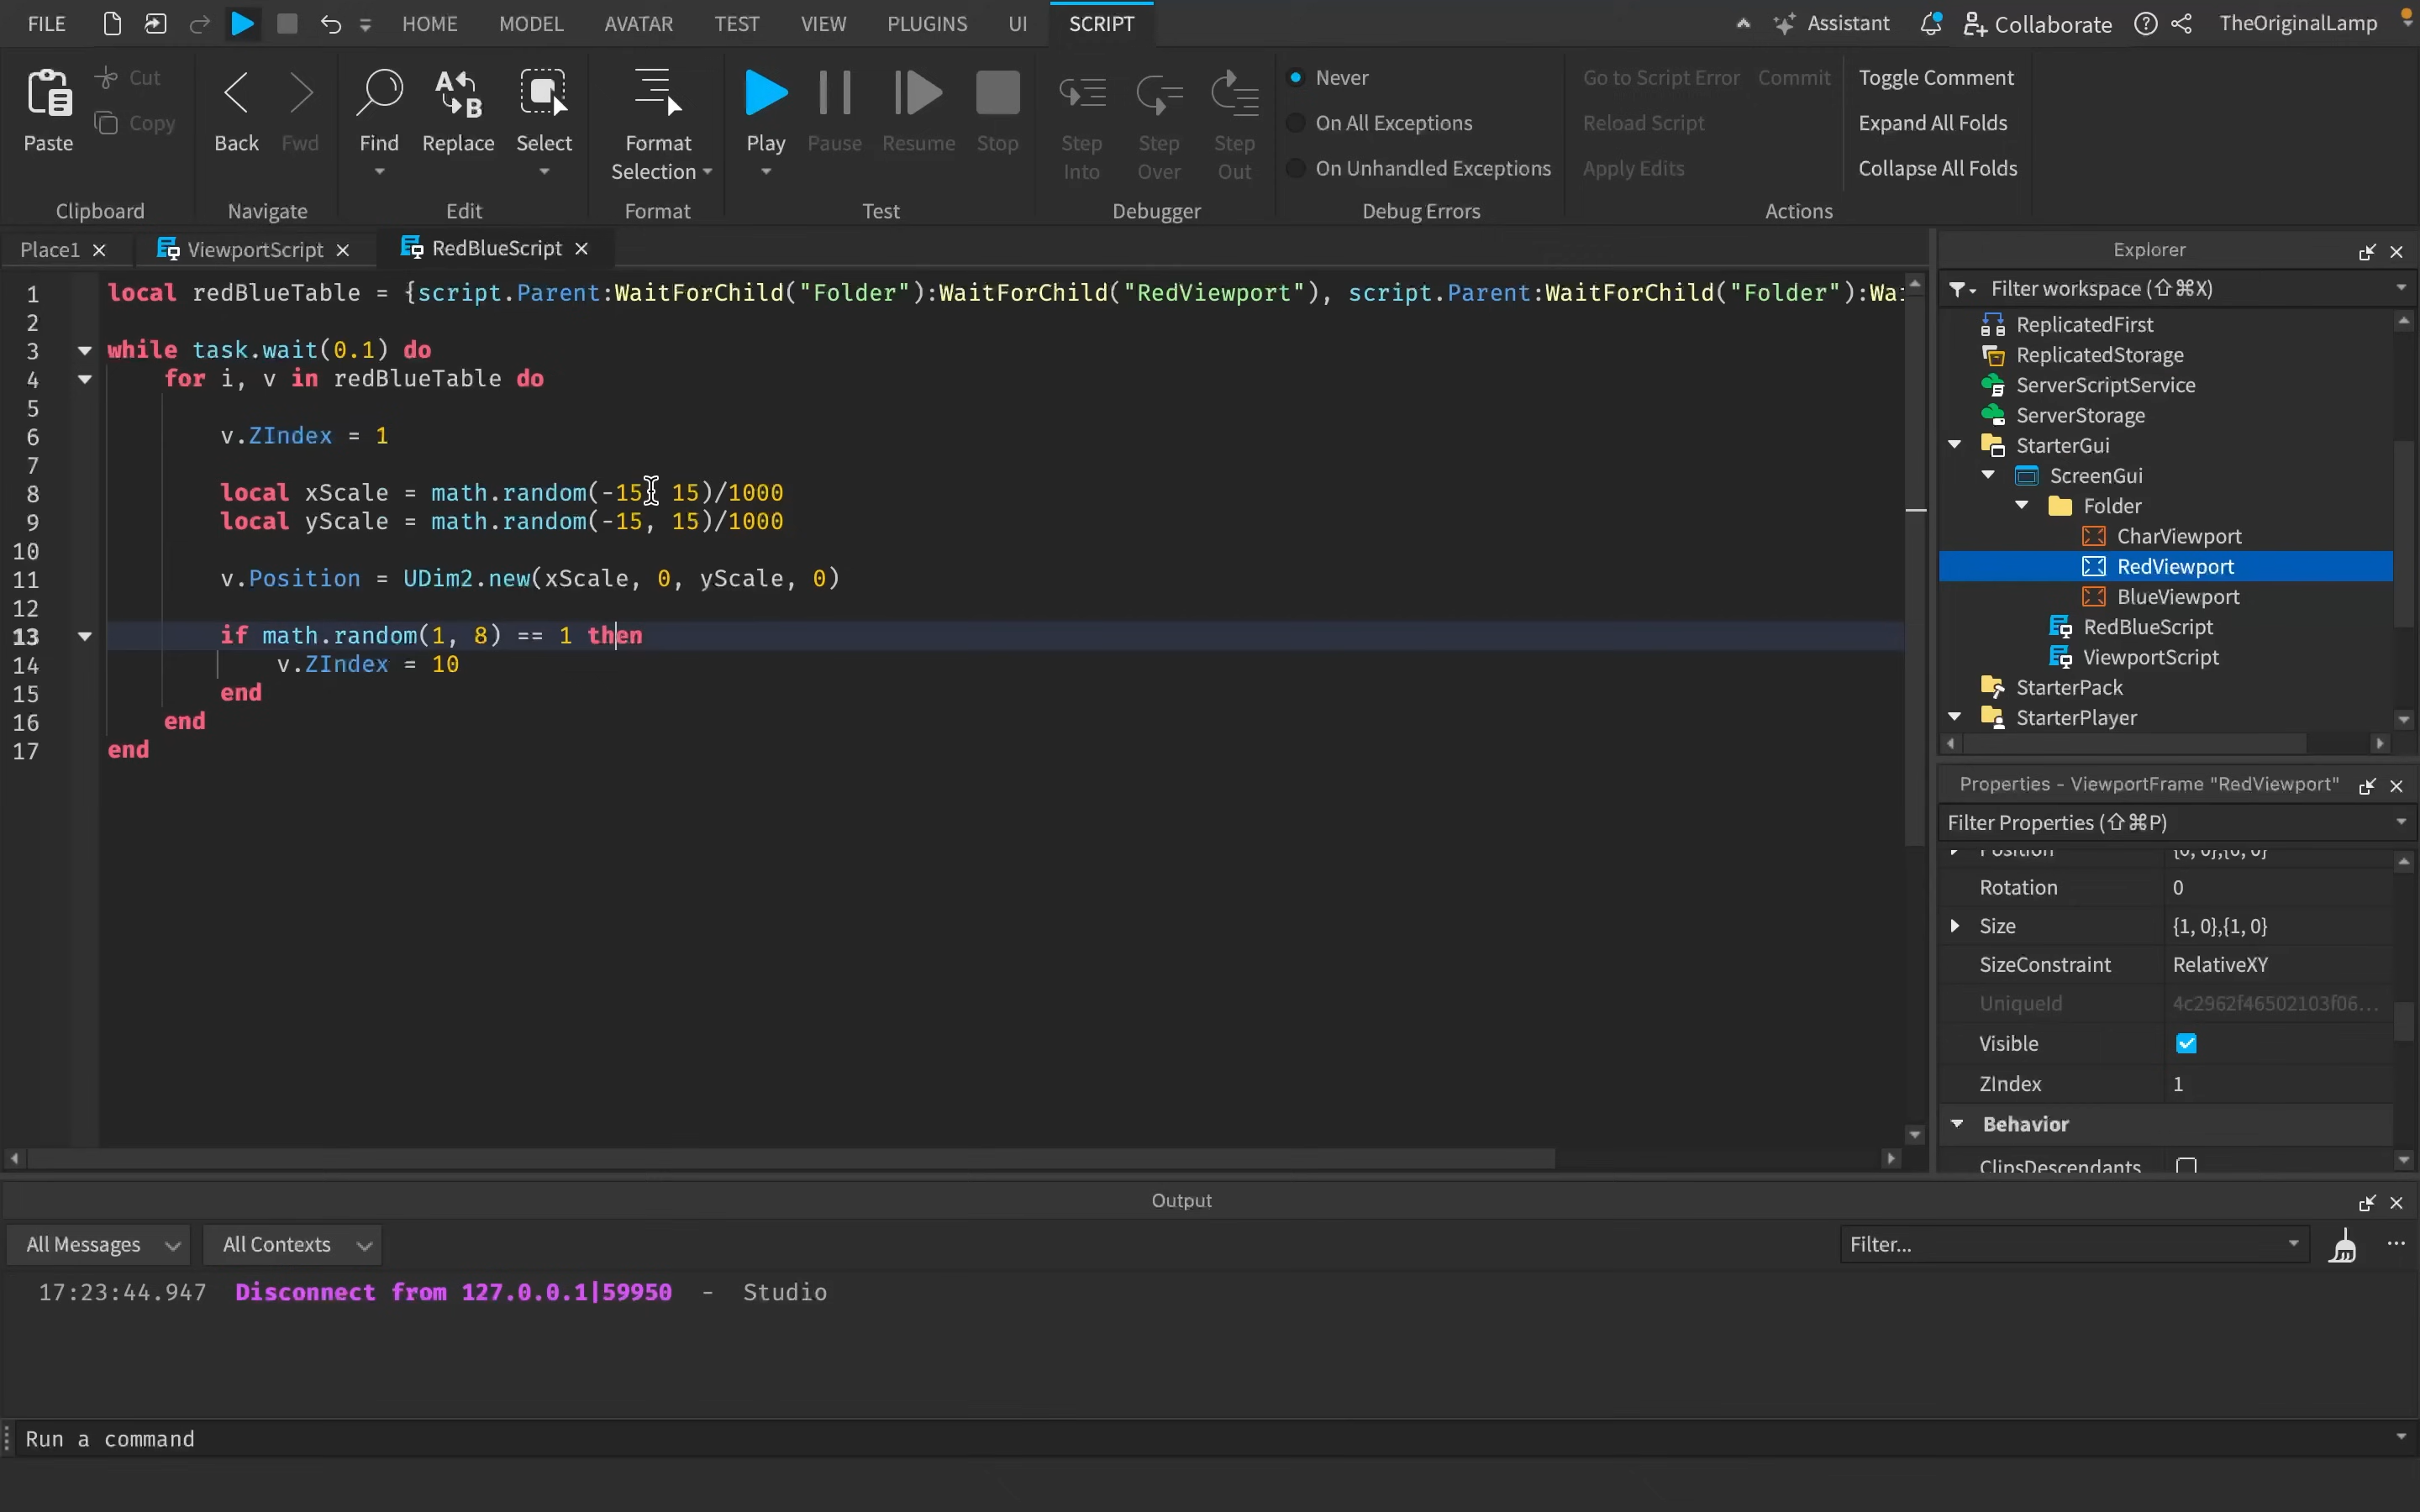 FILE HOME MODEL AVATAR TEST VIEW PLUGINS UI SCRIPT Assistant Collaborate TheOriginalLamp
Paste Cut Copy Back Fwd Find Replace Select Format Selection Play Pause Resume Stop Step Into Step Over Step Out
Never
On All Exceptions
On Unhandled Exceptions
Go to Script Error Commit
Reload Script
Apply Edits
Toggle Comment
Expand All Folds
Collapse All Folds
Clipboard Navigate Edit Format Test Debugger Debug Errors Actions
Place1 ViewportScript RedBlueScript
1 local redBlueTable = {script.Parent:WaitForChild("Folder"):WaitForChild("RedViewport"), script.Parent:WaitForChild("Folder"):Wai
2
3 while task.wait(0.1) do
4 for i, v in redBlueTable do
5
6 v.ZIndex = 1
7
8 local xScale = math.random(-15, 15)/1000
9 local yScale = math.random(-15, 15)/1000
10
11 v.Position = UDim2.new(xScale, 0, yScale, 0)
12
13 if math.random(1, 8) == 1 then
14 v.ZIndex = 10
15 end
16 end
17 end
Explorer
Filter workspace (⇧⌘X)
ReplicatedFirst
ReplicatedStorage
ServerScriptService
ServerStorage
StarterGui
ScreenGui
Folder
CharViewport
RedViewport
BlueViewport
RedBlueScript
ViewportScript
StarterPack
StarterPlayer
Properties - ViewportFrame "RedViewport"
Filter Properties (⇧⌘P)
Position {0, 0},{0, 0}
Rotation 0
Size {1, 0},{1, 0}
SizeConstraint RelativeXY
UniqueId 4c2962f46502103f06...
Visible
ZIndex 1
Behavior
ClipsDescendants
Output
All Messages All Contexts Filter...
17:23:44.947 Disconnect from 127.0.0.1|59950 - Studio
Run a command